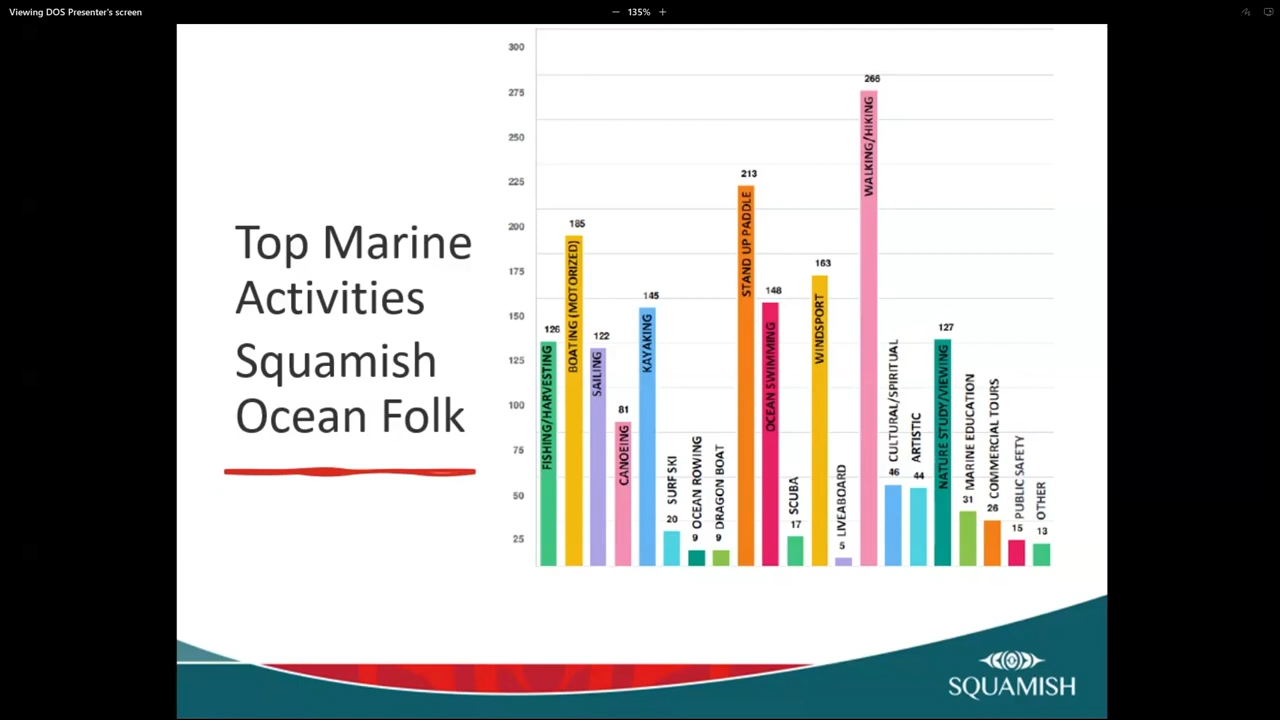 Viewing DOS Presenter's screen
135%
Top Marine
Activities
Squamish
Ocean Folk
300
275
250
225
200
175
150
125
100
75
50
25
126
FISHING/HARVESTING
185
BOATING (MOTORIZED)
122
SAILING
81
CANOEING
145
KAYAKING
SURF SKI
20
OCEAN ROWING
9
DRAGON BOAT
9
213
STAND UP PADDLE
148
OCEAN SWIMMING
SCUBA
17
163
WINDSPORT
LIVEABOARD
5
266
WALKING/HIKING
CULTURAL/SPIRITUAL
46
ARTISTIC
44
127
NATURE STUDY/VIEWING
MARINE EDUCATION
31
COMMERCIAL TOURS
26
PUBLIC SAFETY
15
OTHER
13
SQUAMISH